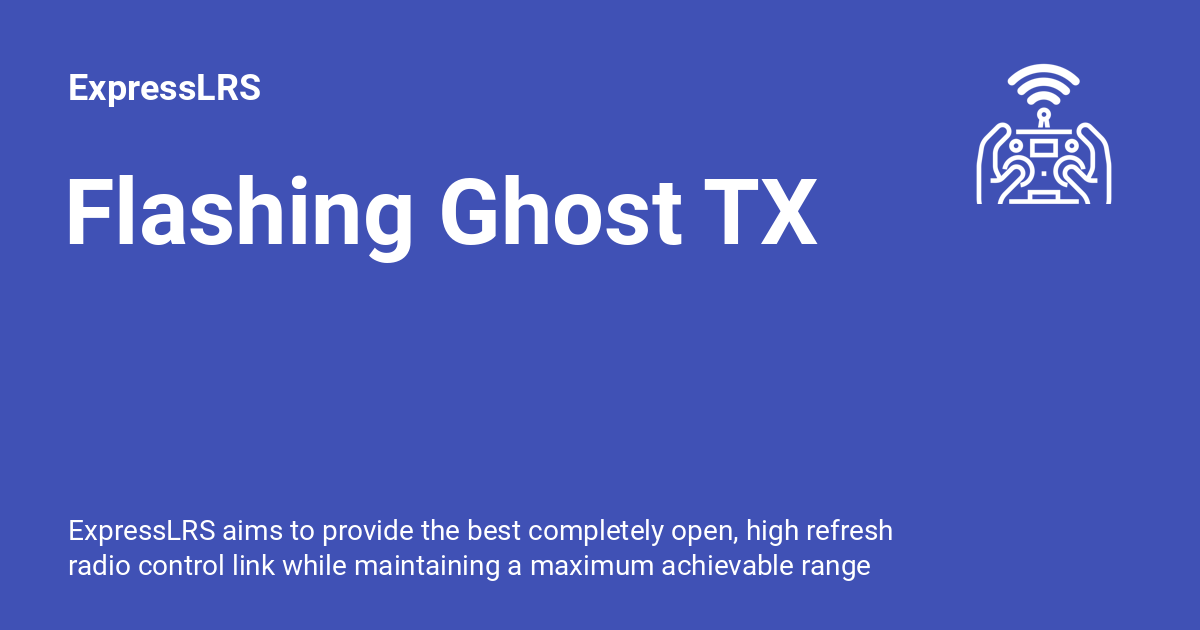 ExpressLRS
Flashing Ghost TX
ExpressLRS aims to provide the best completely open, high refresh
radio control link while maintaining a maximum achievable range